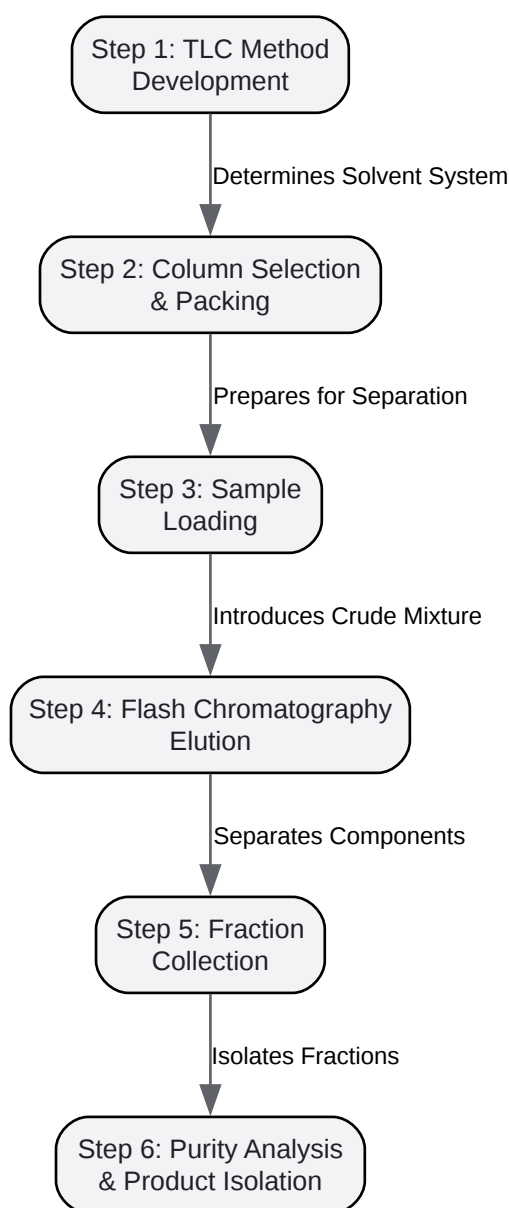 Step 1: TLC Method
Development
Determines Solvent System
Step 2: Column Selection
& Packing
Prepares for Separation
Step 3: Sample
Loading
Introduces Crude Mixture
Step 4: Flash Chromatography
Elution
Separates Components
Step 5: Fraction
Collection
Isolates Fractions
Step 6: Purity Analysis
& Product Isolation